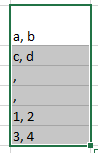 a, b
c, d
,
,
1, 2
3, 4